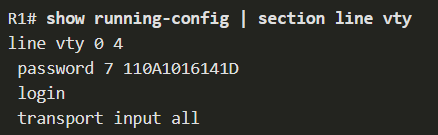 R1# show running-config | section line vty
line vty 0 4
 password 7 110A1016141D
 login
 transport input all